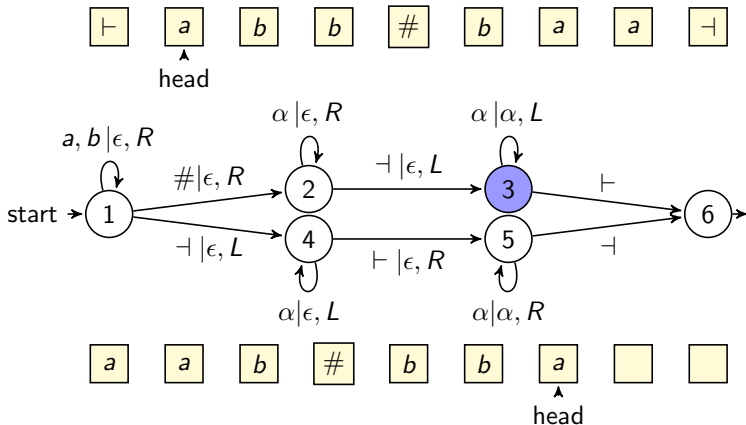 ⊢ a b b # b a a ⊣
head
a, b | ϵ, R
α | ϵ, R
α | α, L
# | ϵ, R
2
⊣ | ϵ, L
3
⊢
start
1
6
⊣ | ϵ, L
4
⊢ | ϵ, R
5
⊣
α | ϵ, L
α | α, R
a a b # b b a
head